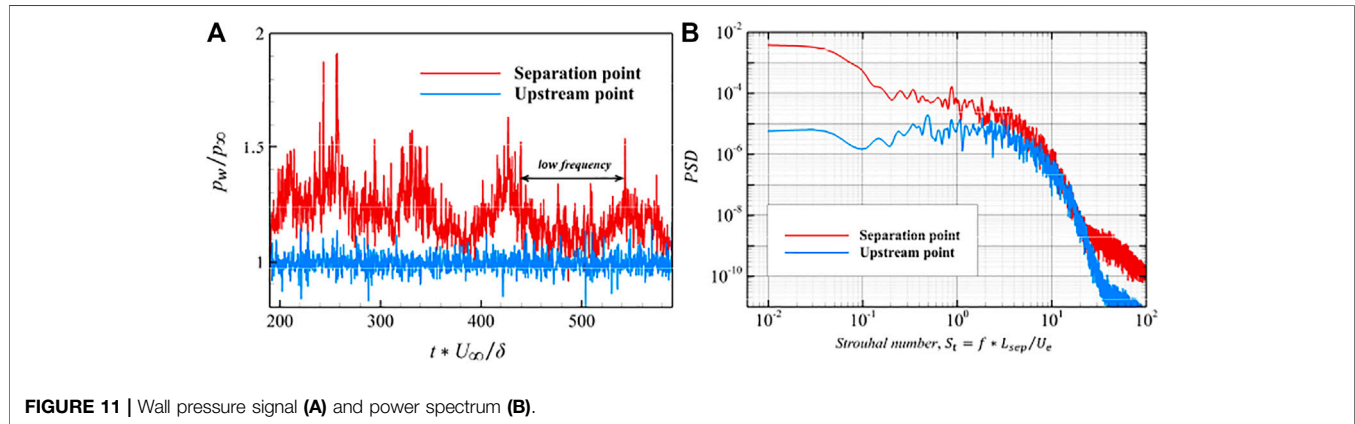 A
2
1.5
1
p_w/p_∞
Separation point
Upstream point
low frequency
200 300 400 500
t * U_∞/δ
B
10^-2
10^-4
10^-6
10^-8
10^-10
PSD
Separation point
Upstream point
10^-2 10^-1 10^0 10^1 10^2
Strouhal number, S_t = f * L_sep/U_e
FIGURE 11 | Wall pressure signal (A) and power spectrum (B).